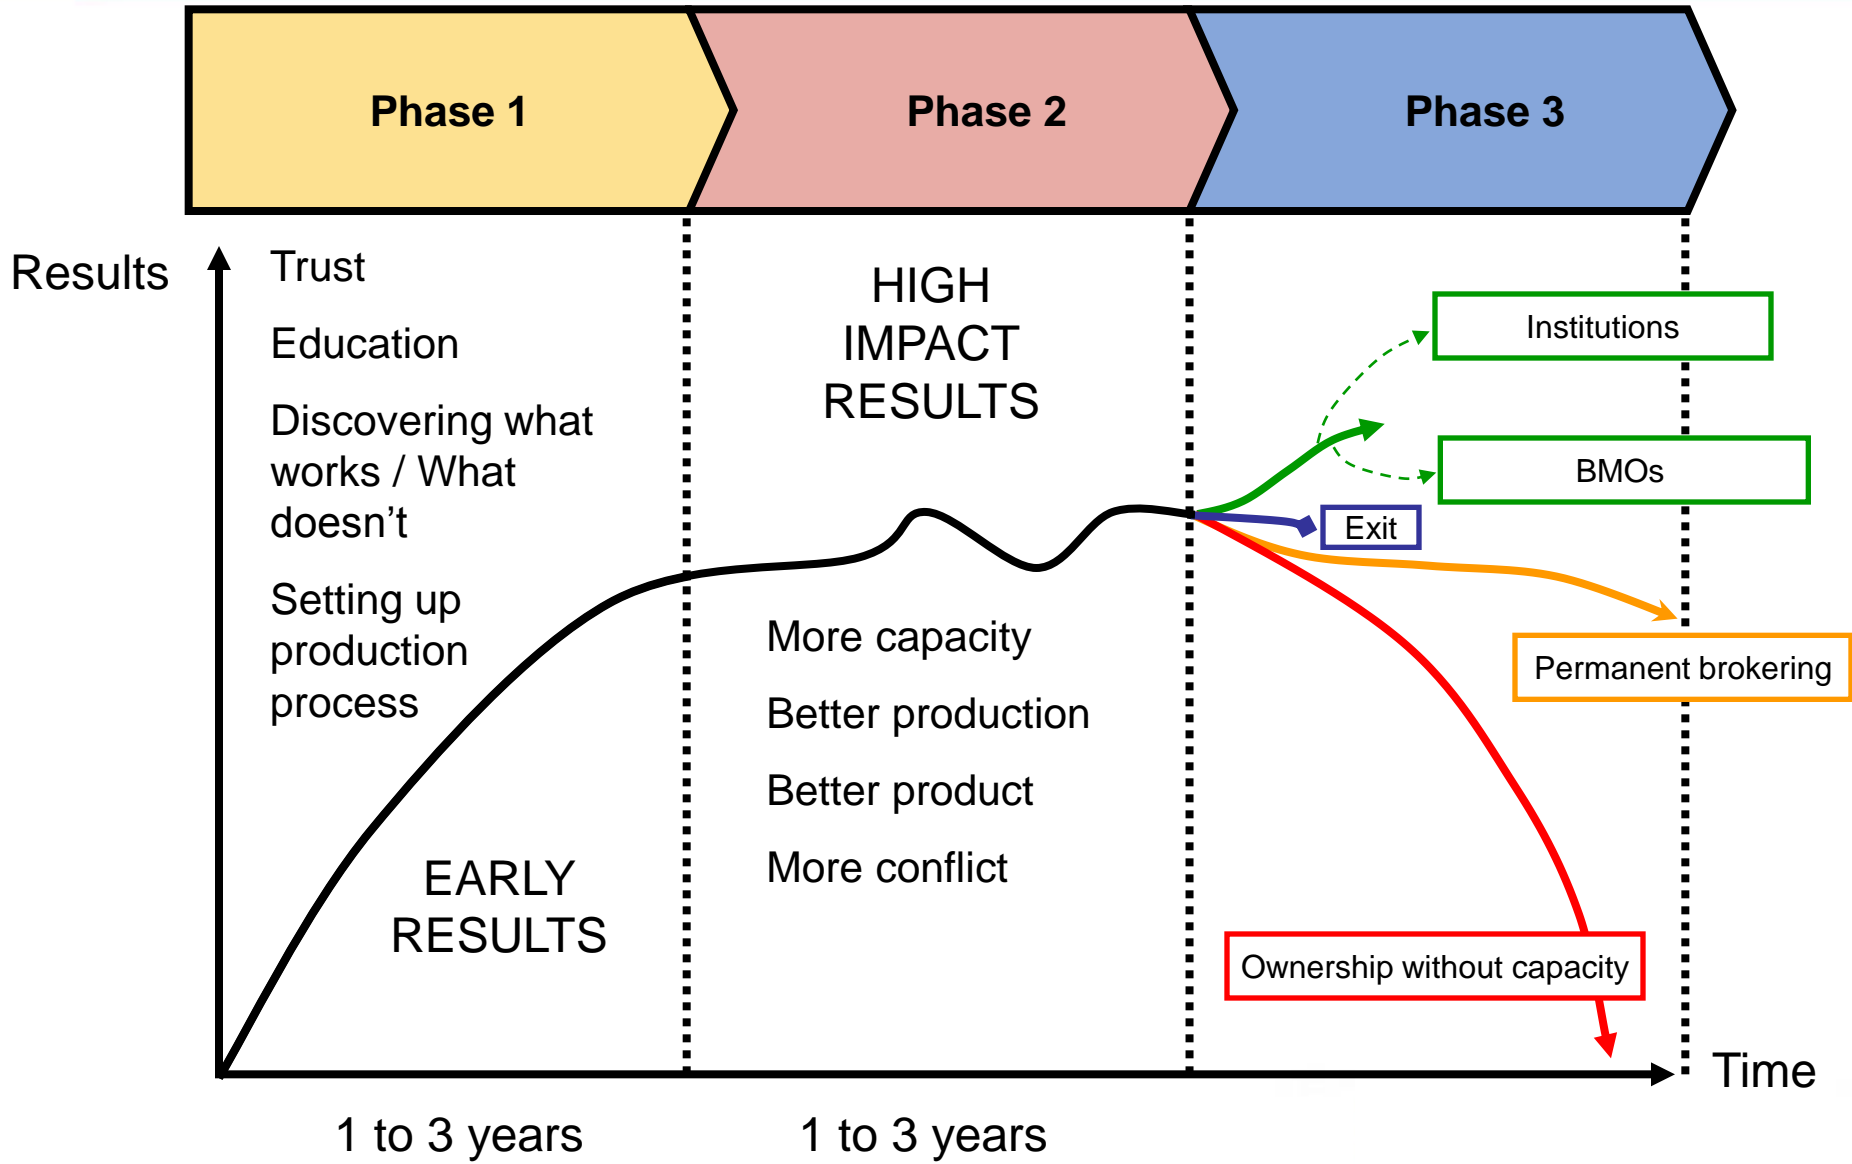 Phase 1
Phase 2
Phase 3
Results
Trust
Education
Discovering what
works / What
doesn’t
Setting up
production
process
EARLY
RESULTS
HIGH
IMPACT
RESULTS
More capacity
Better production
Better product
More conflict
Institutions
BMOs
Exit
Permanent brokering
Ownership without capacity
Time
1 to 3 years
1 to 3 years